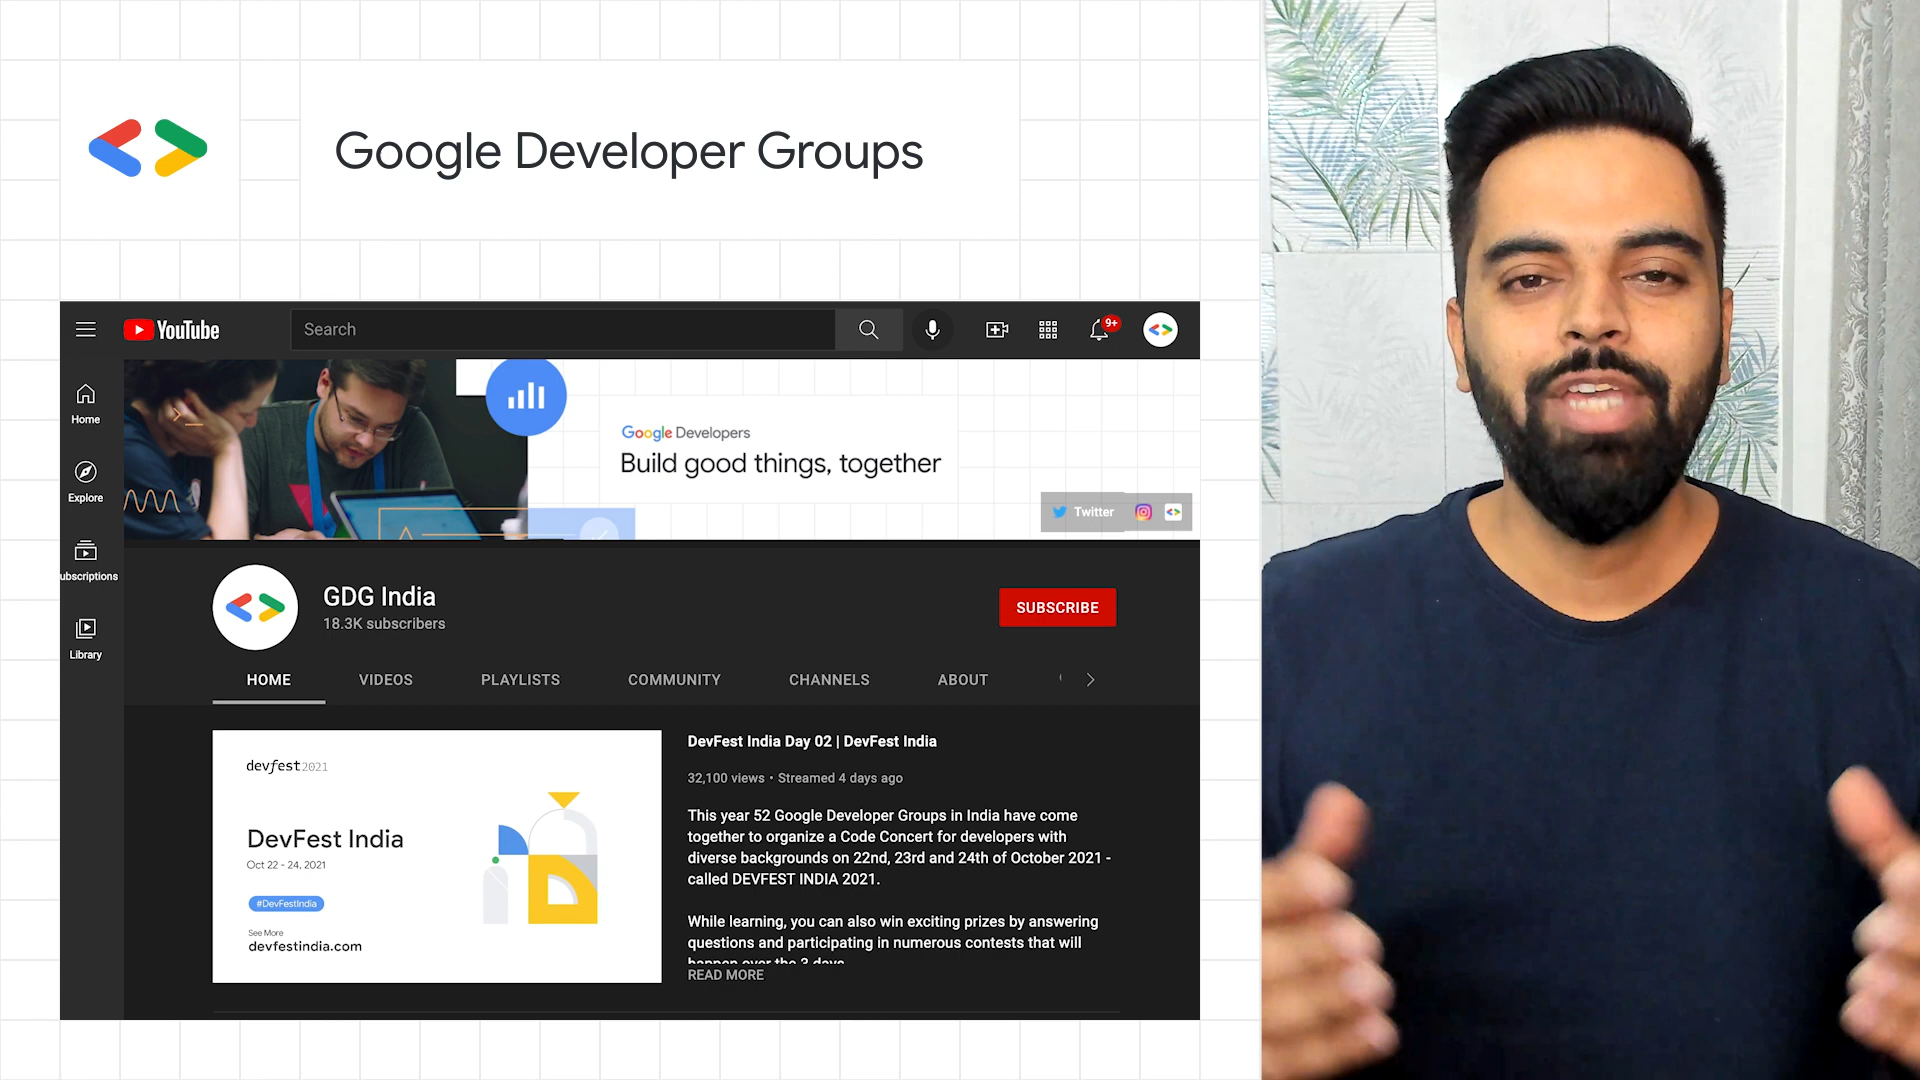 Google Developer Groups
YouTube
Search
9+
Home
Explore
ubscriptions
Library
Google Developers
Build good things, together
Twitter
GDG India
18.3K subscribers
SUBSCRIBE
HOME
VIDEOS
PLAYLISTS
COMMUNITY
CHANNELS
ABOUT
devfest2021
DevFest India
Oct 22 - 24, 2021
#DevFestIndia
See More
devfestindia.com
DevFest India Day 02 | DevFest India
32,100 views • Streamed 4 days ago
This year 52 Google Developer Groups in India have come
together to organize a Code Concert for developers with
diverse backgrounds on 22nd, 23rd and 24th of October 2021 -
called DEVFEST INDIA 2021.
While learning, you can also win exciting prizes by answering
questions and participating in numerous contests that will
happen over the 3 days.
READ MORE